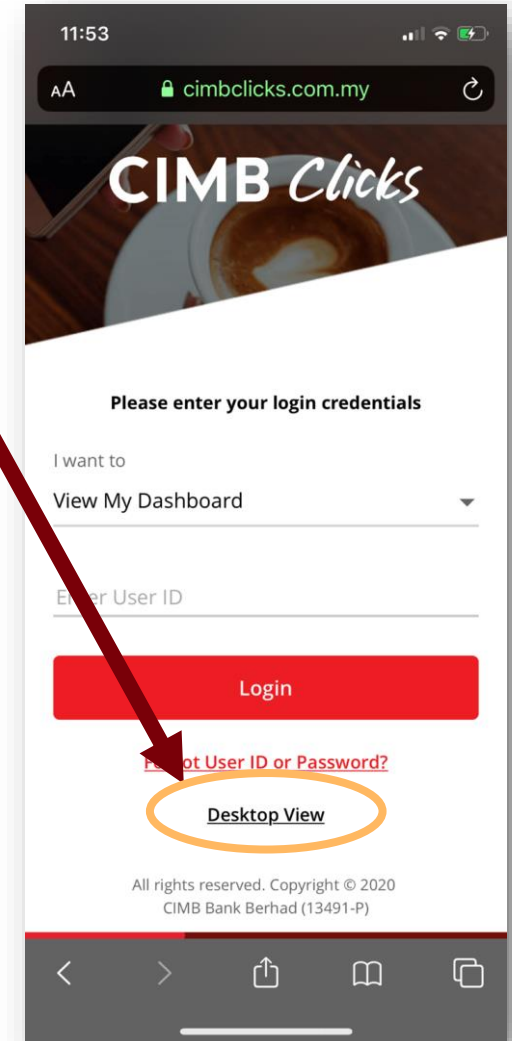 11:53
AA cimbclicks.com.my
CIMB Clicks
Please enter your login credentials
I want to
View My Dashboard
User ID
Login
User ID or Password?
Desktop View
All rights reserved. Copyright © 2020
CIMB Bank Berhad (13491-P)